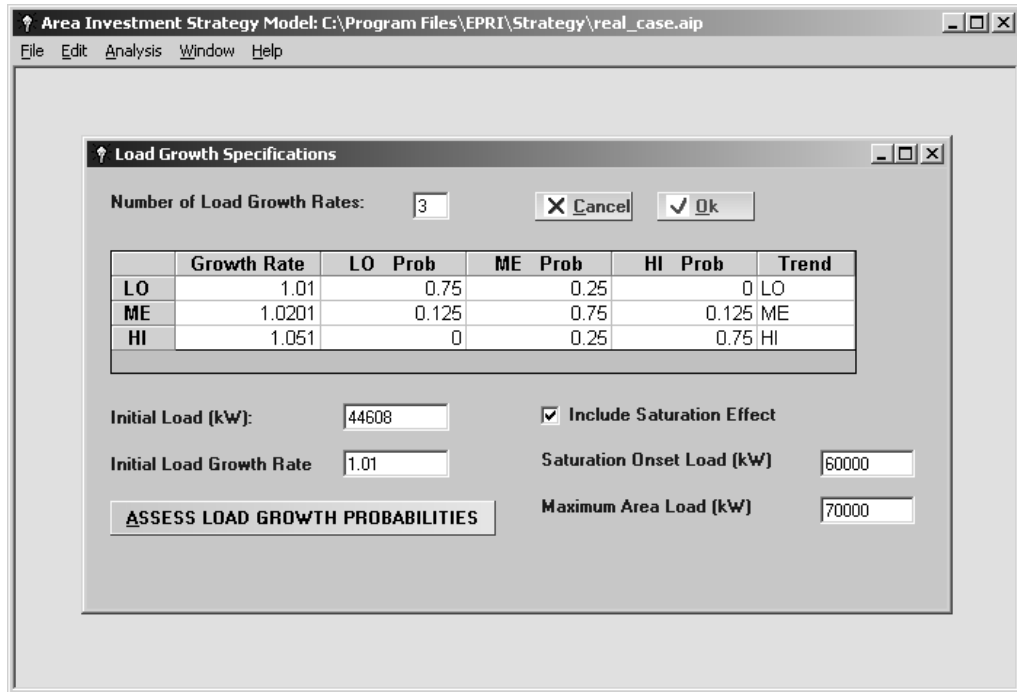 Area Investment Strategy Model: C:\Program Files\EPRI\Strategy\real_case.aip
File Edit Analysis Window Help
Load Growth Specifications
Number of Load Growth Rates: 3 Cancel Ok
Growth Rate LO Prob ME Prob HI Prob Trend
LO 1.01 0.75 0.25 0 LO
ME 1.0201 0.125 0.75 0.125 ME
HI 1.051 0 0.25 0.75 HI
Initial Load (kW): 44608 Include Saturation Effect
Initial Load Growth Rate 1.01 Saturation Onset Load (kW) 60000
ASSESS LOAD GROWTH PROBABILITIES Maximum Area Load (kW) 70000